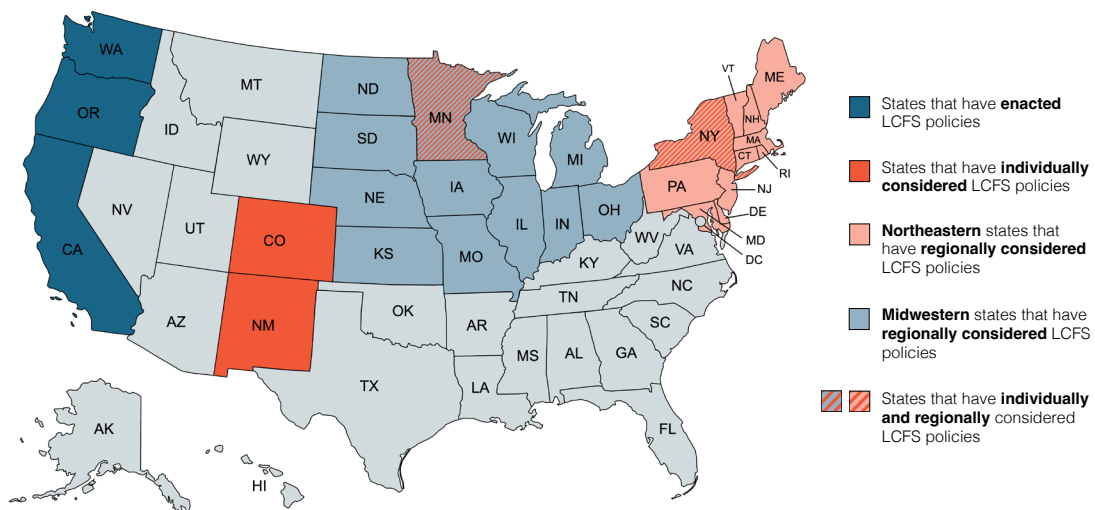 WA
OR
CA
ID
NV
MT
WY
UT
AZ
CO
NM
ND
SD
NE
KS
OK
TX
MN
IA
MO
AR
LA
WI
IL
MI
IN
OH
KY
TN
MS
AL
GA
FL
SC
NC
VA
WV
PA
NY
VT
NH
ME
MA
CT
RI
NJ
DE
MD
DC
AK
HI
States that have enacted
LCFS policies
States that have individually
considered LCFS policies
Northeastern states that
have regionally considered
LCFS policies
Midwestern states that have
regionally considered LCFS
policies
States that have individually
and regionally considered
LCFS policies